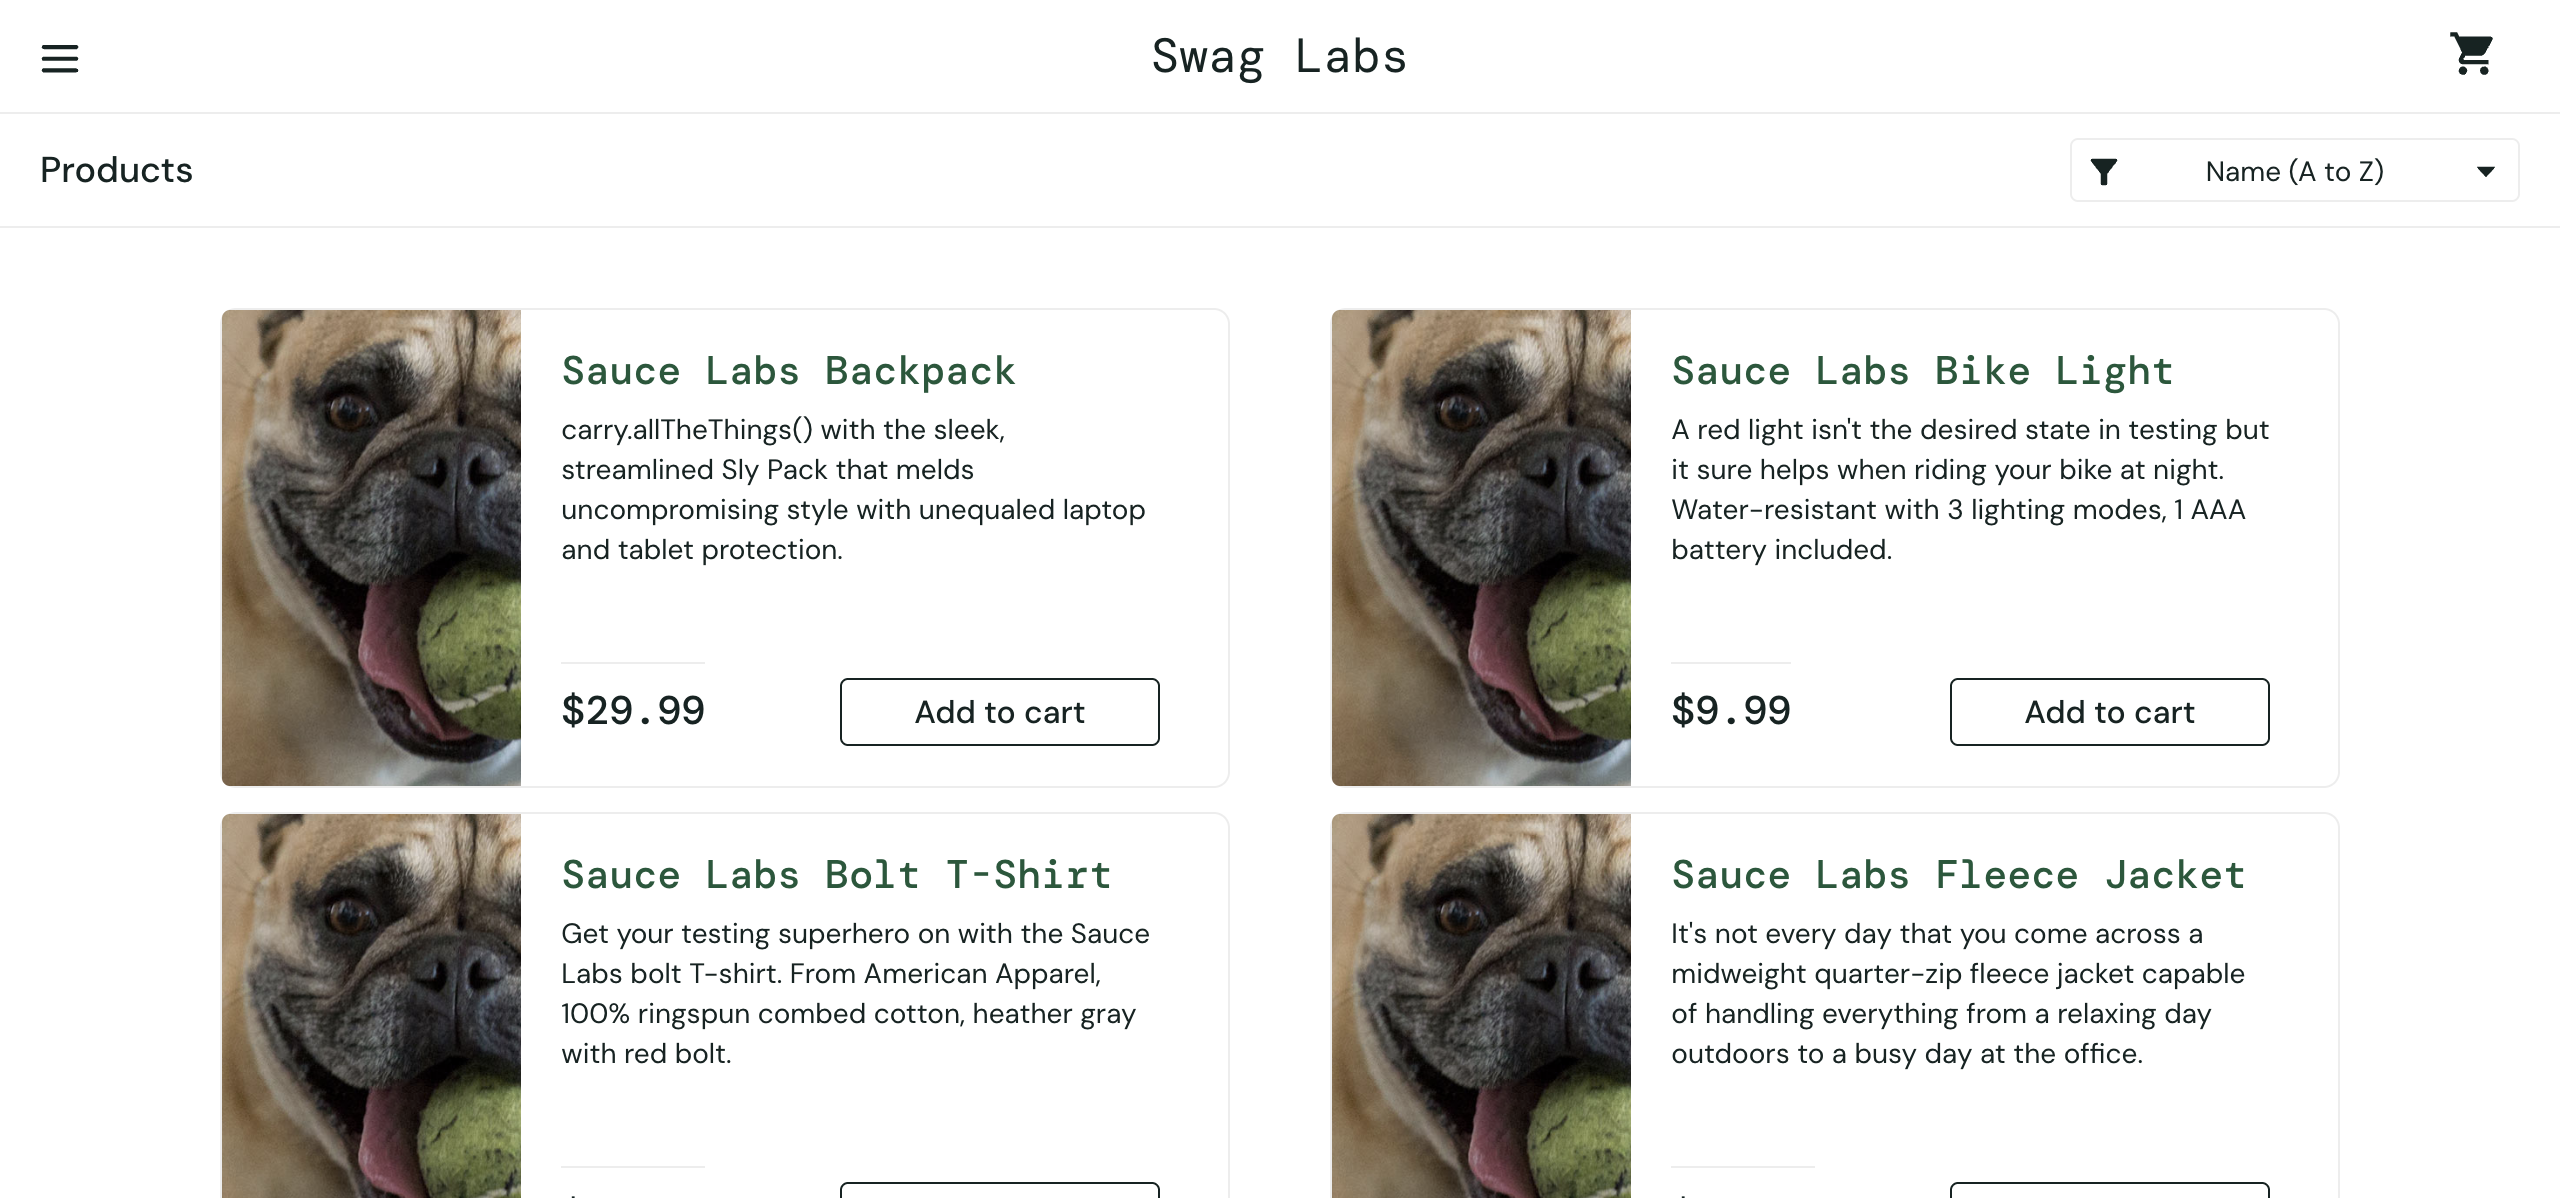 Swag Labs
Products
Name (A to Z)
Sauce Labs Backpack
carry.allTheThings() with the sleek,
streamlined Sly Pack that melds
uncompromising style with unequaled laptop
and tablet protection.
$29.99
Add to cart
Sauce Labs Bike Light
A red light isn't the desired state in testing but
it sure helps when riding your bike at night.
Water-resistant with 3 lighting modes, 1 AAA
battery included.
$9.99
Add to cart
Sauce Labs Bolt T-Shirt
Get your testing superhero on with the Sauce
Labs bolt T-shirt. From American Apparel,
100% ringspun combed cotton, heather gray
with red bolt.
Sauce Labs Fleece Jacket
It's not every day that you come across a
midweight quarter-zip fleece jacket capable
of handling everything from a relaxing day
outdoors to a busy day at the office.